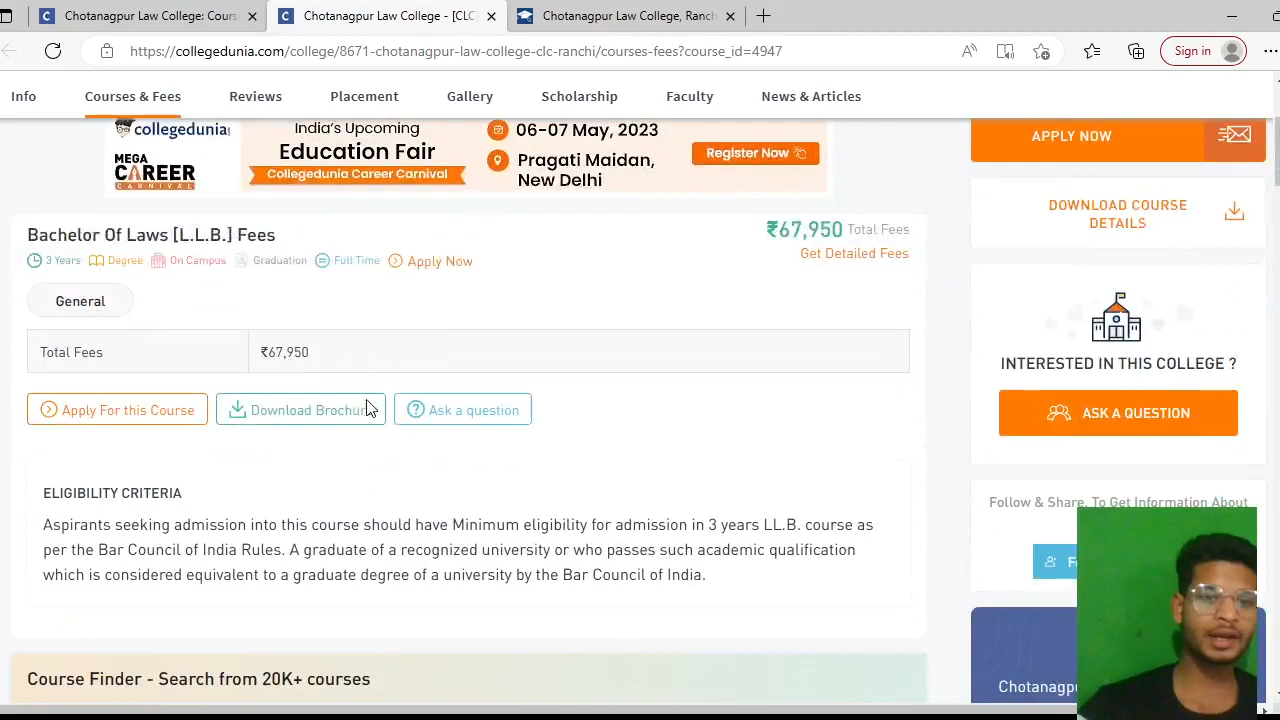 Chotanagpur Law College: Cours
Chotanagpur Law College - [CLC]
Chotanagpur Law College, Ranch
https://collegedunia.com/college/8671-chotanagpur-law-college-clc-ranchi/courses-fees?course_id=4947
Sign in
Info
Courses & Fees
Reviews
Placement
Gallery
Scholarship
Faculty
News & Articles
collegedunia
MEGA
CAREER
CARNIVAL
India's Upcoming
Education Fair
Collegedunia Career Carnival
06-07 May, 2023
Pragati Maidan,
New Delhi
Register Now
APPLY NOW
DOWNLOAD COURSE
DETAILS
Bachelor Of Laws [L.L.B.] Fees
₹67,950 Total Fees
Get Detailed Fees
3 Years Degree On Campus Graduation Full Time Apply Now
General
Total Fees ₹67,950
Apply For this Course
Download Brochur
Ask a question
INTERESTED IN THIS COLLEGE ?
ASK A QUESTION
ELIGIBILITY CRITERIA
Aspirants seeking admission into this course should have Minimum eligibility for admission in 3 years LL.B. course as
per the Bar Council of India Rules. A graduate of a recognized university or who passes such academic qualification
which is considered equivalent to a graduate degree of a university by the Bar Council of India.
Follow & Share, To Get Information About
Course Finder - Search from 20K+ courses
Chotanagp